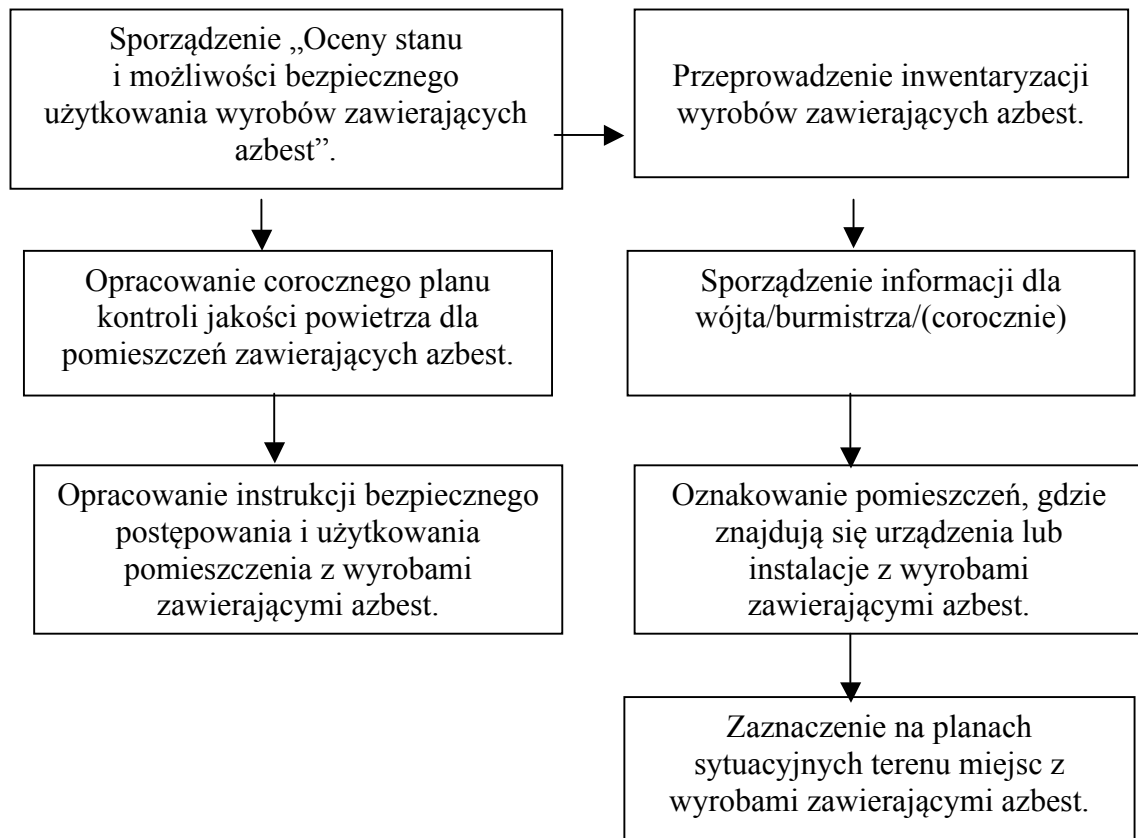 Sporządzenie „Oceny stanu
i możliwości bezpiecznego
użytkowania wyrobów zawierających
azbest”.
Przeprowadzenie inwentaryzacji
wyrobów zawierających azbest.
Opracowanie corocznego planu
kontroli jakości powietrza dla
pomieszczeń zawierających azbest.
Sporządzenie informacji dla
wójta/burmistrza/(corocznie)
Opracowanie instrukcji bezpiecznego
postępowania i użytkowania
pomieszczenia z wyrobami
zawierającymi azbest.
Oznakowanie pomieszczeń, gdzie
znajdują się urządzenia lub
instalacje z wyrobami
zawierającymi azbest.
Zaznaczenie na planach
sytuacyjnych terenu miejsc z
wyrobami zawierającymi azbest.